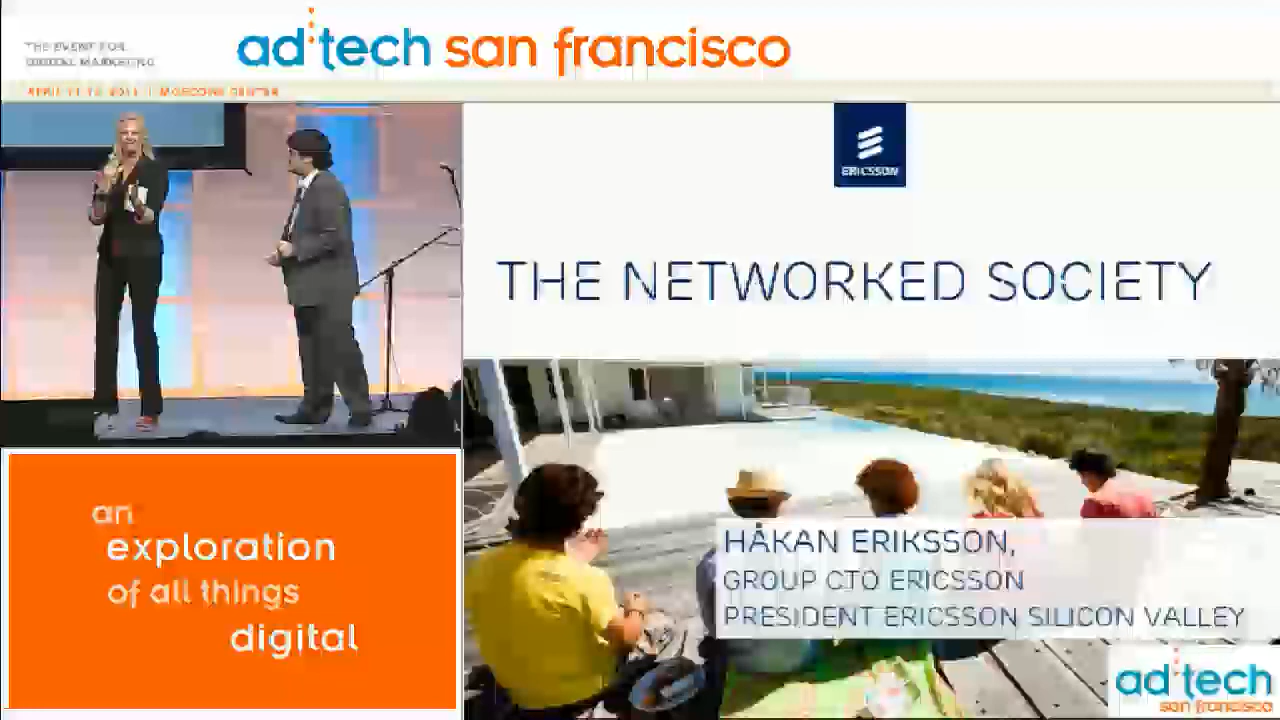 THE EVENT FOR
DIGITAL MARKETING
ad:tech san francisco
ERICSSON
THE NETWORKED SOCIETY
an
exploration
of all things
digital
HÅKAN ERIKSSON,
GROUP CTO ERICSSON
PRESIDENT ERICSSON SILICON VALLEY
ad:tech
san francisco